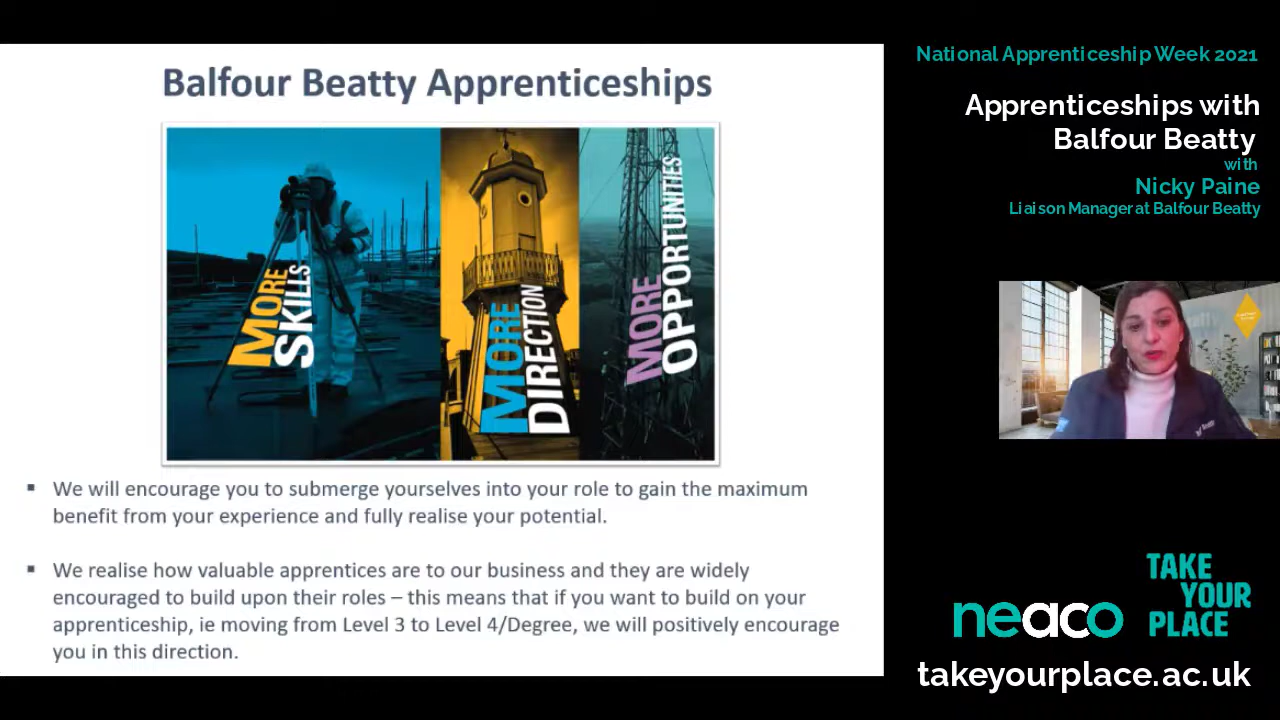 Balfour Beatty Apprenticeships
MORE
SKILLS
MORE
DIRECTION
MORE
OPPORTUNITIES
▪ We will encourage you to submerge yourselves into your role to gain the maximum
benefit from your experience and fully realise your potential.
▪ We realise how valuable apprentices are to our business and they are widely
encouraged to build upon their roles – this means that if you want to build on your
apprenticeship, ie moving from Level 3 to Level 4/Degree, we will positively encourage
you in this direction.
National Apprenticeship Week 2021
Apprenticeships with
Balfour Beatty
with
Nicky Paine
Liaison Manager at Balfour Beatty
Beatty
neaco
TAKE
YOUR
PLACE
takeyourplace.ac.uk